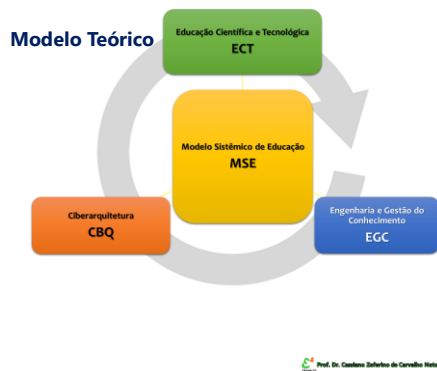 Modelo Teórico
Educação Científica e Tecnológica
ECT
Modelo Sistêmico de Educação
MSE
Ciberarquitetura
CBQ
Engenharia e Gestão do
Conhecimento
EGC
Prof. Dr. Cassiano Zeferino de Carvalho Neto